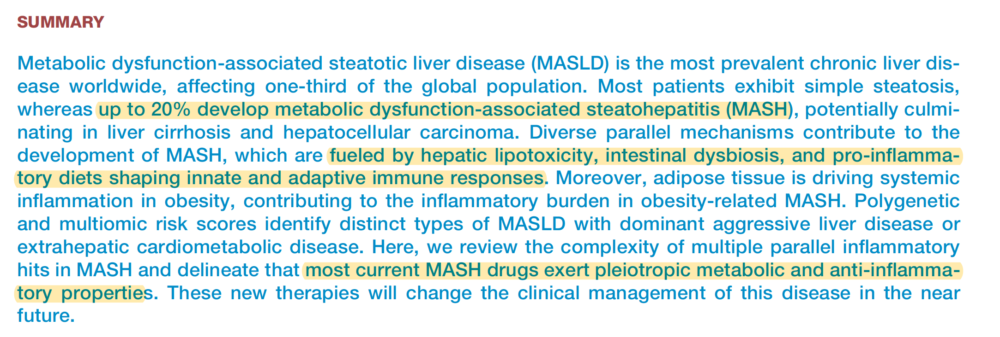 SUMMARY
Metabolic dysfunction-associated steatotic liver disease (MASLD) is the most prevalent chronic liver dis-
ease worldwide, affecting one-third of the global population. Most patients exhibit simple steatosis,
whereas up to 20% develop metabolic dysfunction-associated steatohepatitis (MASH), potentially culmi-
nating in liver cirrhosis and hepatocellular carcinoma. Diverse parallel mechanisms contribute to the
development of MASH, which are fueled by hepatic lipotoxicity, intestinal dysbiosis, and pro-inflamma-
tory diets shaping innate and adaptive immune responses. Moreover, adipose tissue is driving systemic
inflammation in obesity, contributing to the inflammatory burden in obesity-related MASH. Polygenetic
and multiomic risk scores identify distinct types of MASLD with dominant aggressive liver disease or
extrahepatic cardiometabolic disease. Here, we review the complexity of multiple parallel inflammatory
hits in MASH and delineate that most current MASH drugs exert pleiotropic metabolic and anti-inflamma-
tory properties. These new therapies will change the clinical management of this disease in the near
future.